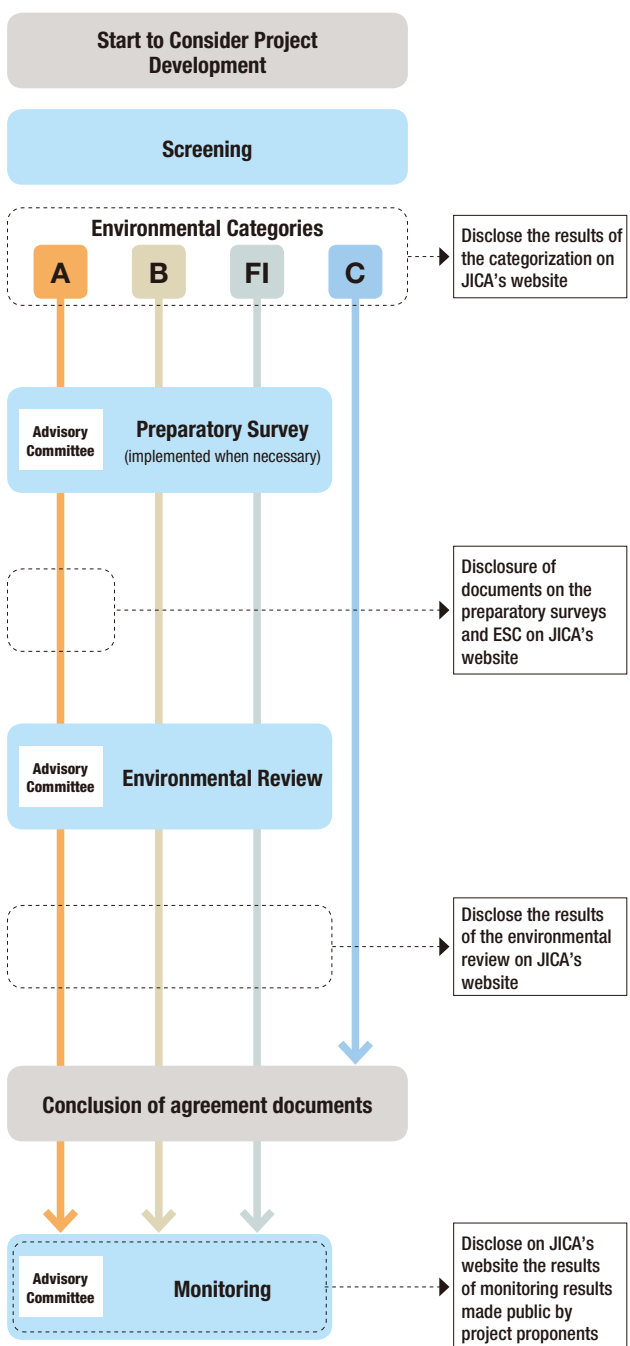 Start to Consider Project
Development
Screening
Environmental Categories
A B FI C
Disclose the results of
the categorization on
JICA's website
Advisory
Committee
Preparatory Survey
(implemented when necessary)
Disclosure of
documents on the
preparatory surveys
and ESC on JICA's
website
Advisory
Committee
Environmental Review
Disclose the results
of the environmental
review on JICA's
website
Conclusion of agreement documents
Advisory
Committee
Monitoring
Disclose on JICA's
website the results
of monitoring results
made public by
project proponents